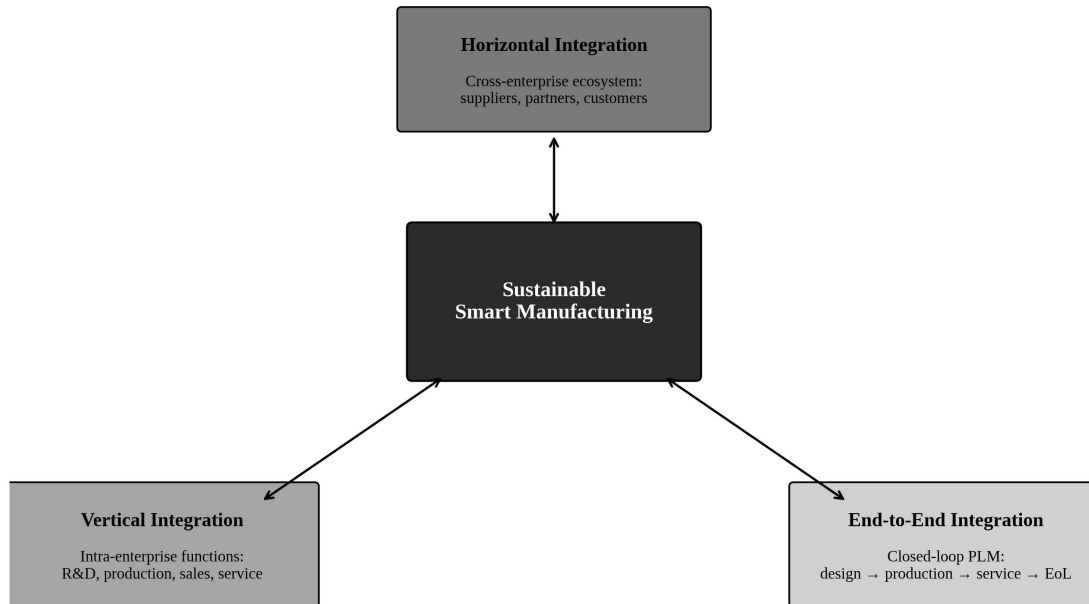 Horizontal Integration
Cross-enterprise ecosystem:
suppliers, partners, customers
Sustainable
Smart Manufacturing
Vertical Integration
Intra-enterprise functions:
R&D, production, sales, service
End-to-End Integration
Closed-loop PLM:
design → production → service → EoL